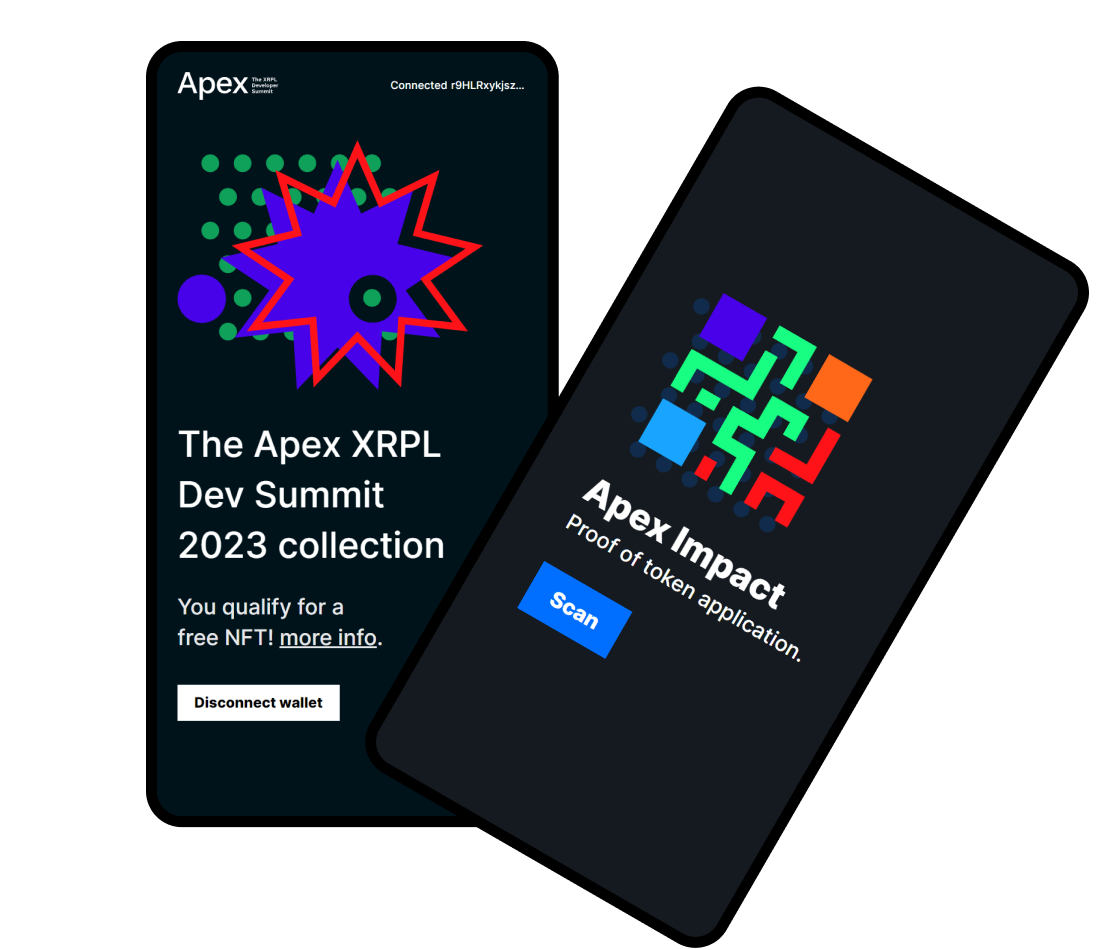 Apex
The XRPL
Developer
Summit
Connected r9HLRxykjsz...
The Apex XRPL
Dev Summit
2023 collection
You qualify for a
free NFT! more info.
Disconnect wallet
Apex Impact
Proof of token application.
Scan